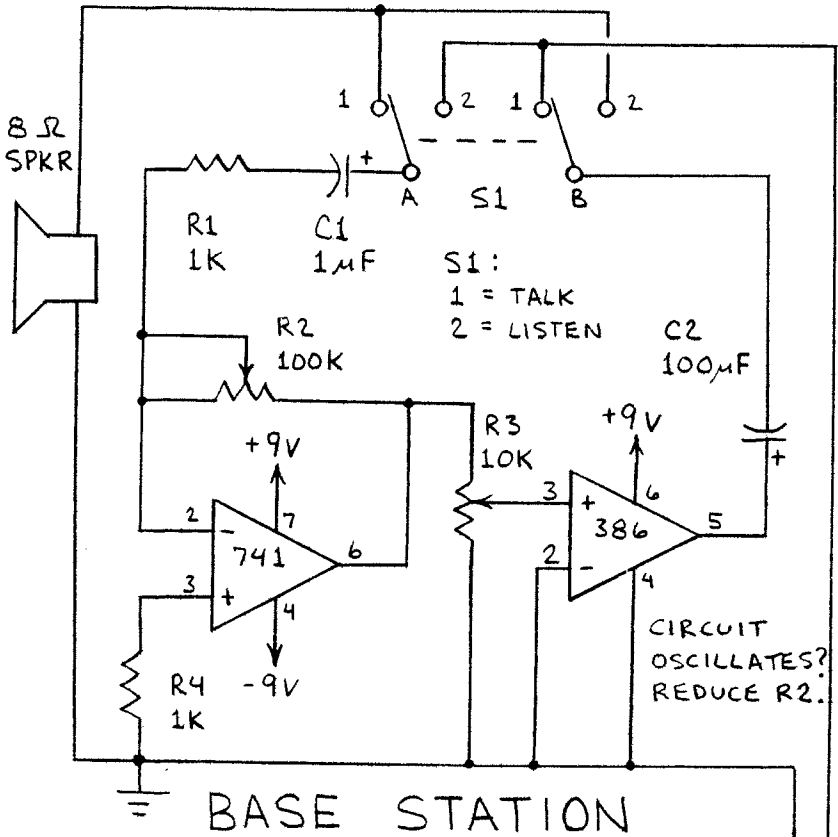 1
2
1
2
8 Ω
SPKR
+
A
S1
B
R1
1K
C1
1µF
S1:
1 = TALK
2 = LISTEN
R2
100K
C2
100µF
+9V
+9V
R3
10K
+
2
-
7
741
6
3
+
4
-9V
3
+
6
386
5
2
-
4
R4
1K
CIRCUIT
OSCILLATES?
REDUCE R2.
BASE STATION